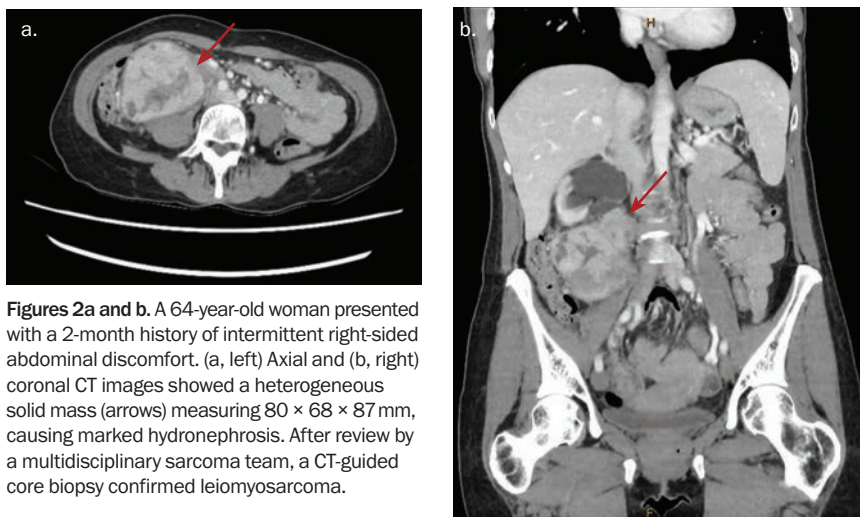 a.
b.
H
Figures 2a and b. A 64-year-old woman presented
with a 2-month history of intermittent right-sided
abdominal discomfort. (a, left) Axial and (b, right)
coronal CT images showed a heterogeneous
solid mass (arrows) measuring 80 × 68 × 87 mm,
causing marked hydronephrosis. After review by
a multidisciplinary sarcoma team, a CT-guided
core biopsy confirmed leiomyosarcoma.
F